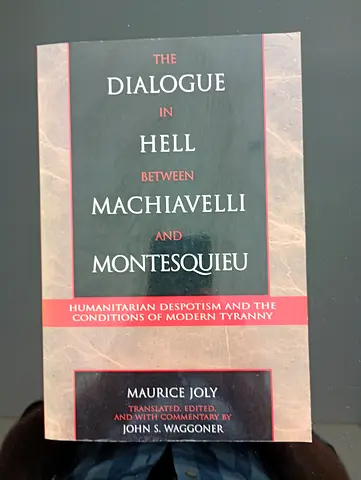 THE
DIALOGUE
IN
HELL
BETWEEN
MACHIAVELLI
AND
MONTESQUIEU
HUMANITARIAN DESPOTISM AND THE
CONDITIONS OF MODERN TYRANNY
MAURICE JOLY
TRANSLATED, EDITED,
AND WITH COMMENTARY BY
JOHN S. WAGGONER